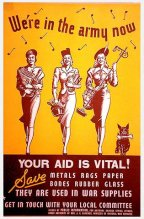 We're in the army now
YOUR AID IS VITAL!
Save METALS RAGS PAPER
BONES RUBBER GLASS
THEY ARE USED IN WAR SUPPLIES
GET IN TOUCH WITH YOUR LOCAL COMMITTEE